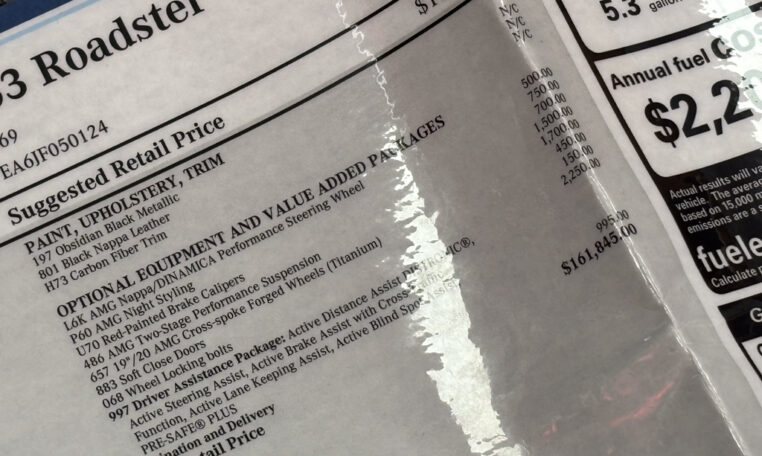 3 Roadster
69
EA6JF050124
Suggested Retail Price
PAINT, UPHOLSTERY, TRIM
197 Obsidian Black Metallic N/C
801 Black Nappa Leather N/C
H73 Carbon Fiber Trim N/C
OPTIONAL EQUIPMENT AND VALUE ADDED PACKAGES
L6K AMG Nappa/DINAMICA Performance Steering Wheel 500.00
P60 AMG Night Styling 750.00
U70 Red-Painted Brake Calipers 700.00
486 AMG Two-Stage Performance Suspension 1,500.00
657 19"/20 AMG Cross-spoke Forged Wheels (Titanium) 1,700.00
883 Soft Close Doors 450.00
068 Wheel Locking bolts 150.00
997 Driver Assistance Package: Active Distance Assist DISTRONIC®, 2,250.00
Active Steering Assist, Active Brake Assist with Cross-
Function, Active Lane Keeping Assist, Active Blind Spot
PRE-SAFE® PLUS
ination and Delivery 995.00
tail Price $161,845.00
5.3
Annual fuel
$2,2
Actual results will va
vehicle. The averag
based on 15,000 m
emissions are a s
fuele
Calculate p
G